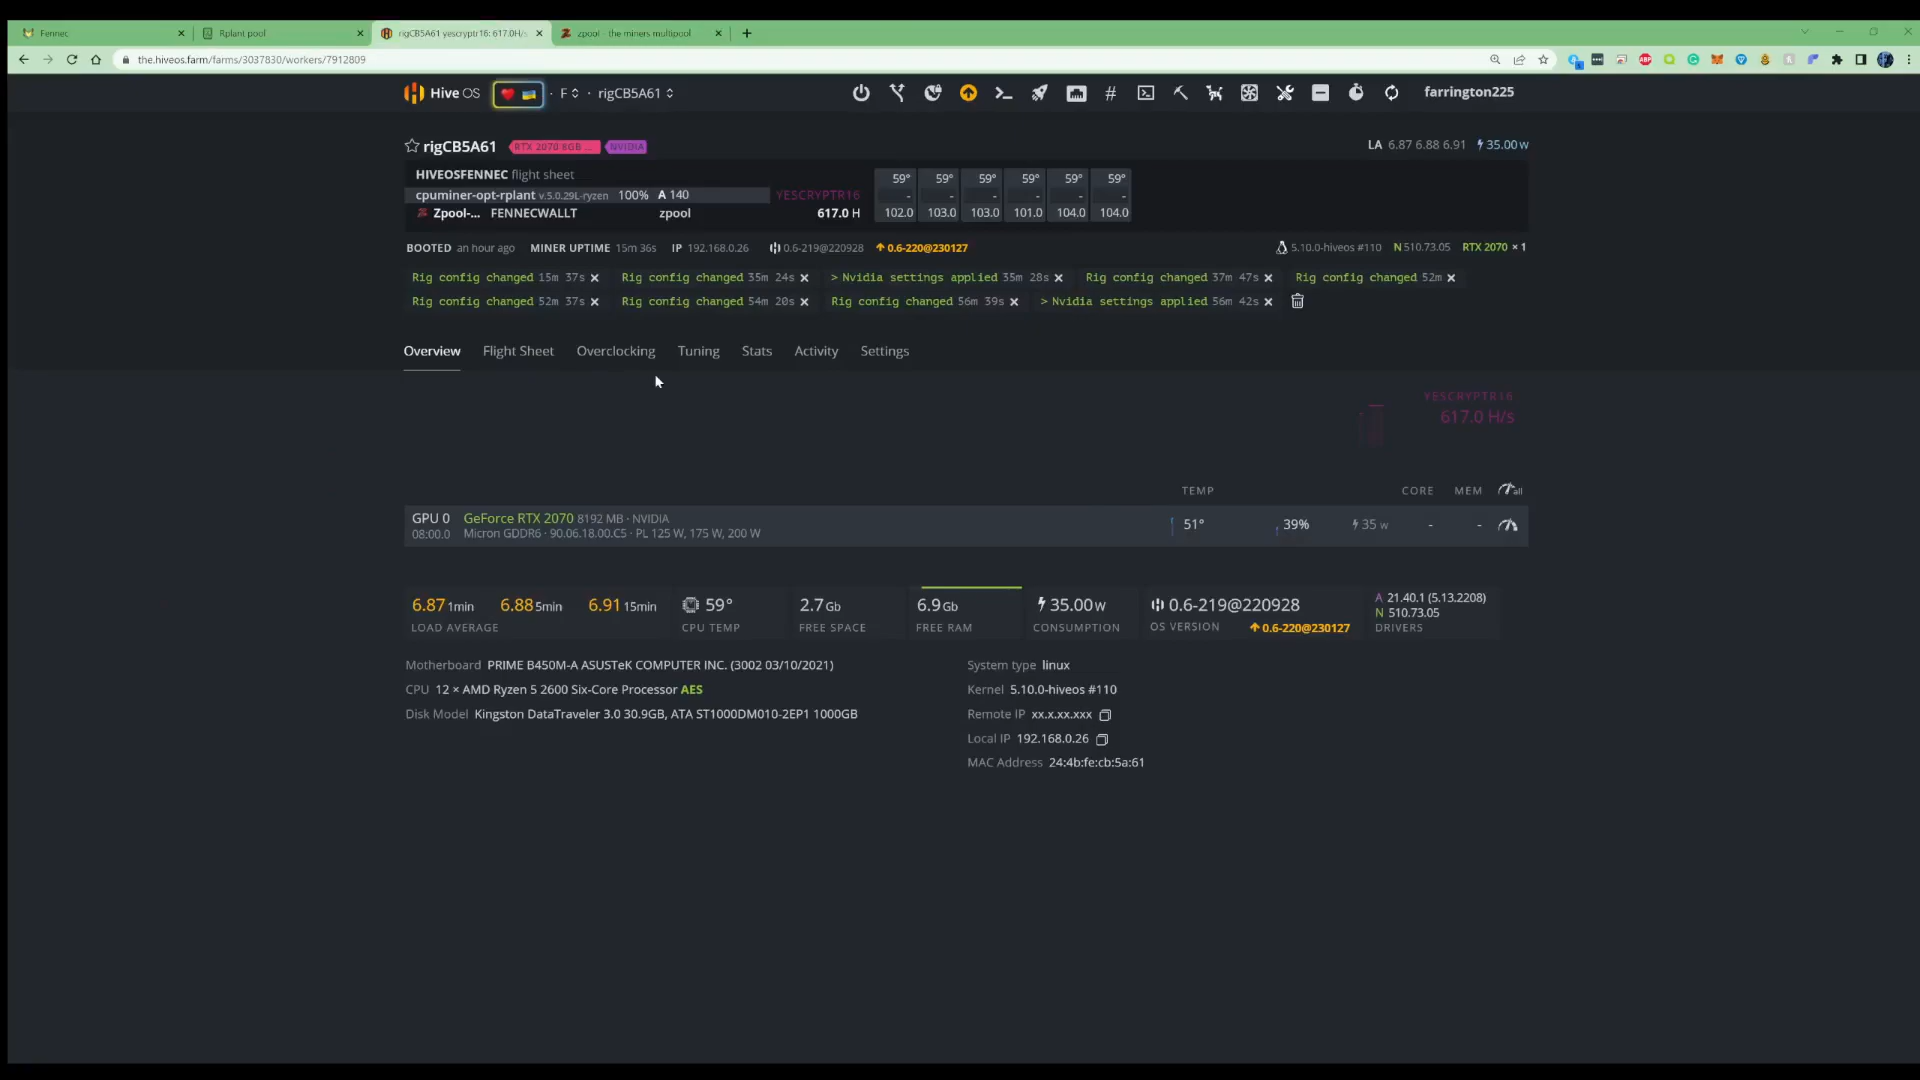 Fennec
Rplant pool
rigCB5A61 yescryptr16: 617.0H/s
zpool - the miners multipool
the.hiveos.farm/farms/3037830/workers/7912809
Hive OS · F · rigCB5A61
farrington225
rigCB5A61 RTX 2070 8GB ... NVIDIA
LA 6.87 6.88 6.91 35.00 W
HIVEOSFENNEC flight sheet
cpuminer-opt-rplant v.5.0.29L-ryzen 100% A 140 YESCRYPTR16
Zpool-... FENNECWALLT zpool 617.0 H
59° 59° 59° 59° 59° 59°
- - - - - -
102.0 103.0 103.0 101.0 104.0 104.0
BOOTED an hour ago MINER UPTIME 15m 36s IP 192.168.0.26 0.6-219@220928 0.6-220@230127
5.10.0-hiveos #110 N 510.73.05 RTX 2070 × 1
Rig config changed 15m 37s Rig config changed 35m 24s > Nvidia settings applied 35m 28s Rig config changed 37m 47s Rig config changed 52m
Rig config changed 52m 37s Rig config changed 54m 20s Rig config changed 56m 39s > Nvidia settings applied 56m 42s
Overview Flight Sheet Overclocking Tuning Stats Activity Settings
YESCRYPTR16
617.0 H/s
TEMP CORE MEM all
GPU 0 GeForce RTX 2070 8192 MB · NVIDIA
08:00.0 Micron GDDR6 · 90.06.18.00.C5 · PL 125 W, 175 W, 200 W
51° 39% 35 W - -
6.87 1min 6.88 5min 6.91 15min
LOAD AVERAGE
59°
CPU TEMP
2.7 Gb
FREE SPACE
6.9 Gb
FREE RAM
35.00 W
CONSUMPTION
0.6-219@220928
OS VERSION 0.6-220@230127
A 21.40.1 (5.13.2208)
N 510.73.05
DRIVERS
Motherboard PRIME B450M-A ASUSTeK COMPUTER INC. (3002 03/10/2021)
CPU 12 × AMD Ryzen 5 2600 Six-Core Processor AES
Disk Model Kingston DataTraveler 3.0 30.9GB, ATA ST1000DM010-2EP1 1000GB
System type linux
Kernel 5.10.0-hiveos #110
Remote IP xx.x.xx.xxx
Local IP 192.168.0.26
MAC Address 24:4b:fe:cb:5a:61